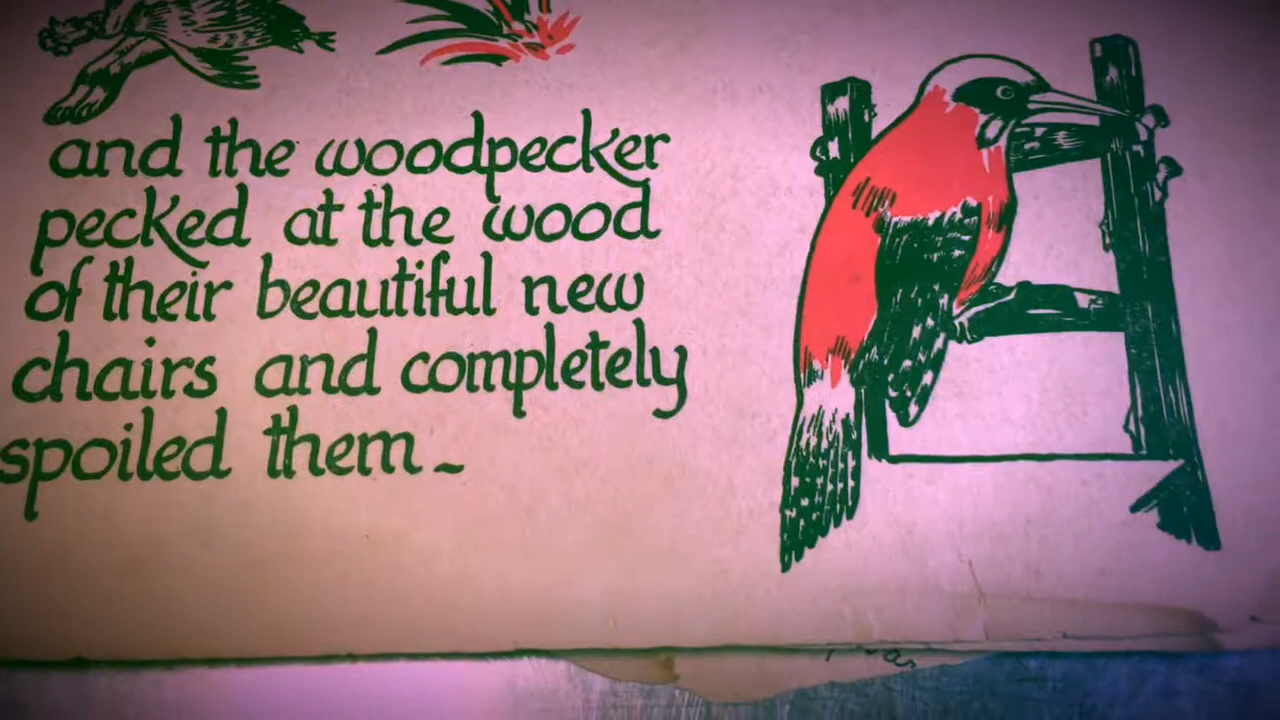 and the woodpecker
pecked at the wood
of their beautiful new
chairs and completely
spoiled them ~